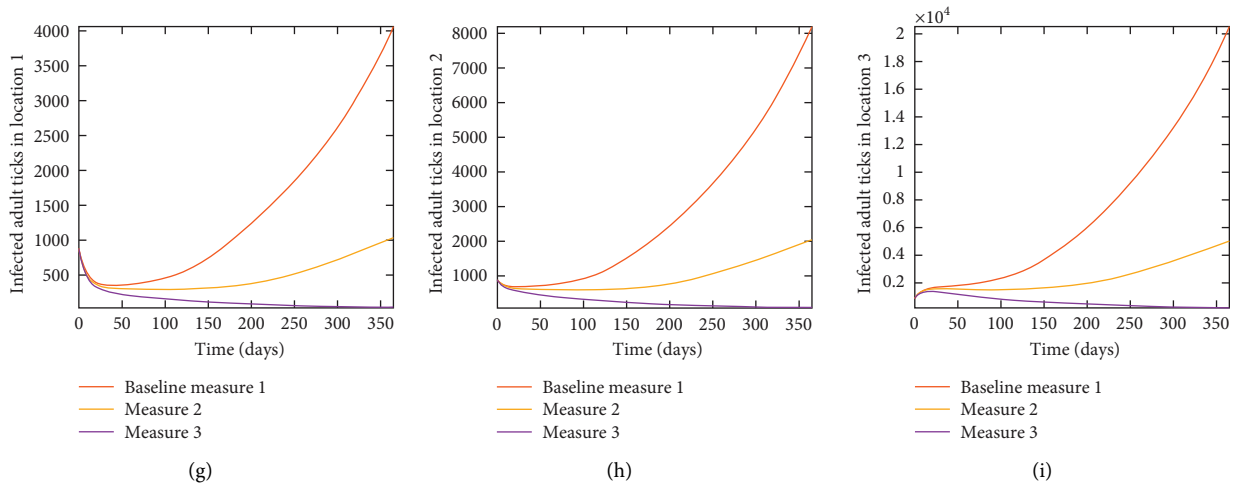 Infected adult ticks in location 1
4000
3500
3000
2500
2000
1500
1000
500
0 50 100 150 200 250 300 350
Time (days)
Baseline measure 1
Measure 2
Measure 3
(g)
Infected adult ticks in location 2
8000
7000
6000
5000
4000
3000
2000
1000
0 50 100 150 200 250 300 350
Time (days)
Baseline measure 1
Measure 2
Measure 3
(h)
×10⁴
Infected adult ticks in location 3
2
1.8
1.6
1.4
1.2
1
0.8
0.6
0.4
0.2
0 50 100 150 200 250 300 350
Time (days)
Baseline measure 1
Measure 2
Measure 3
(i)